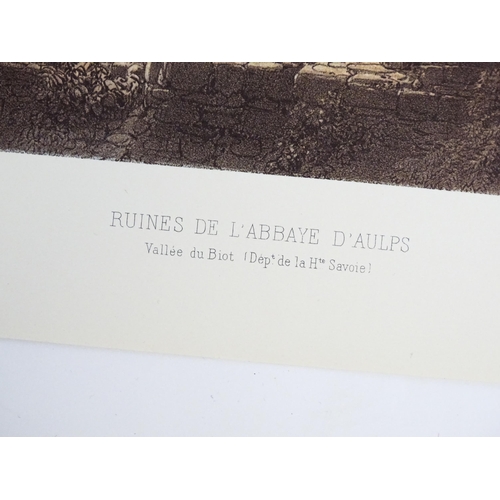 RUINES DE L'ABBAYE D'AULPS
Vallée du Biot (Dépt de la Hte Savoie)